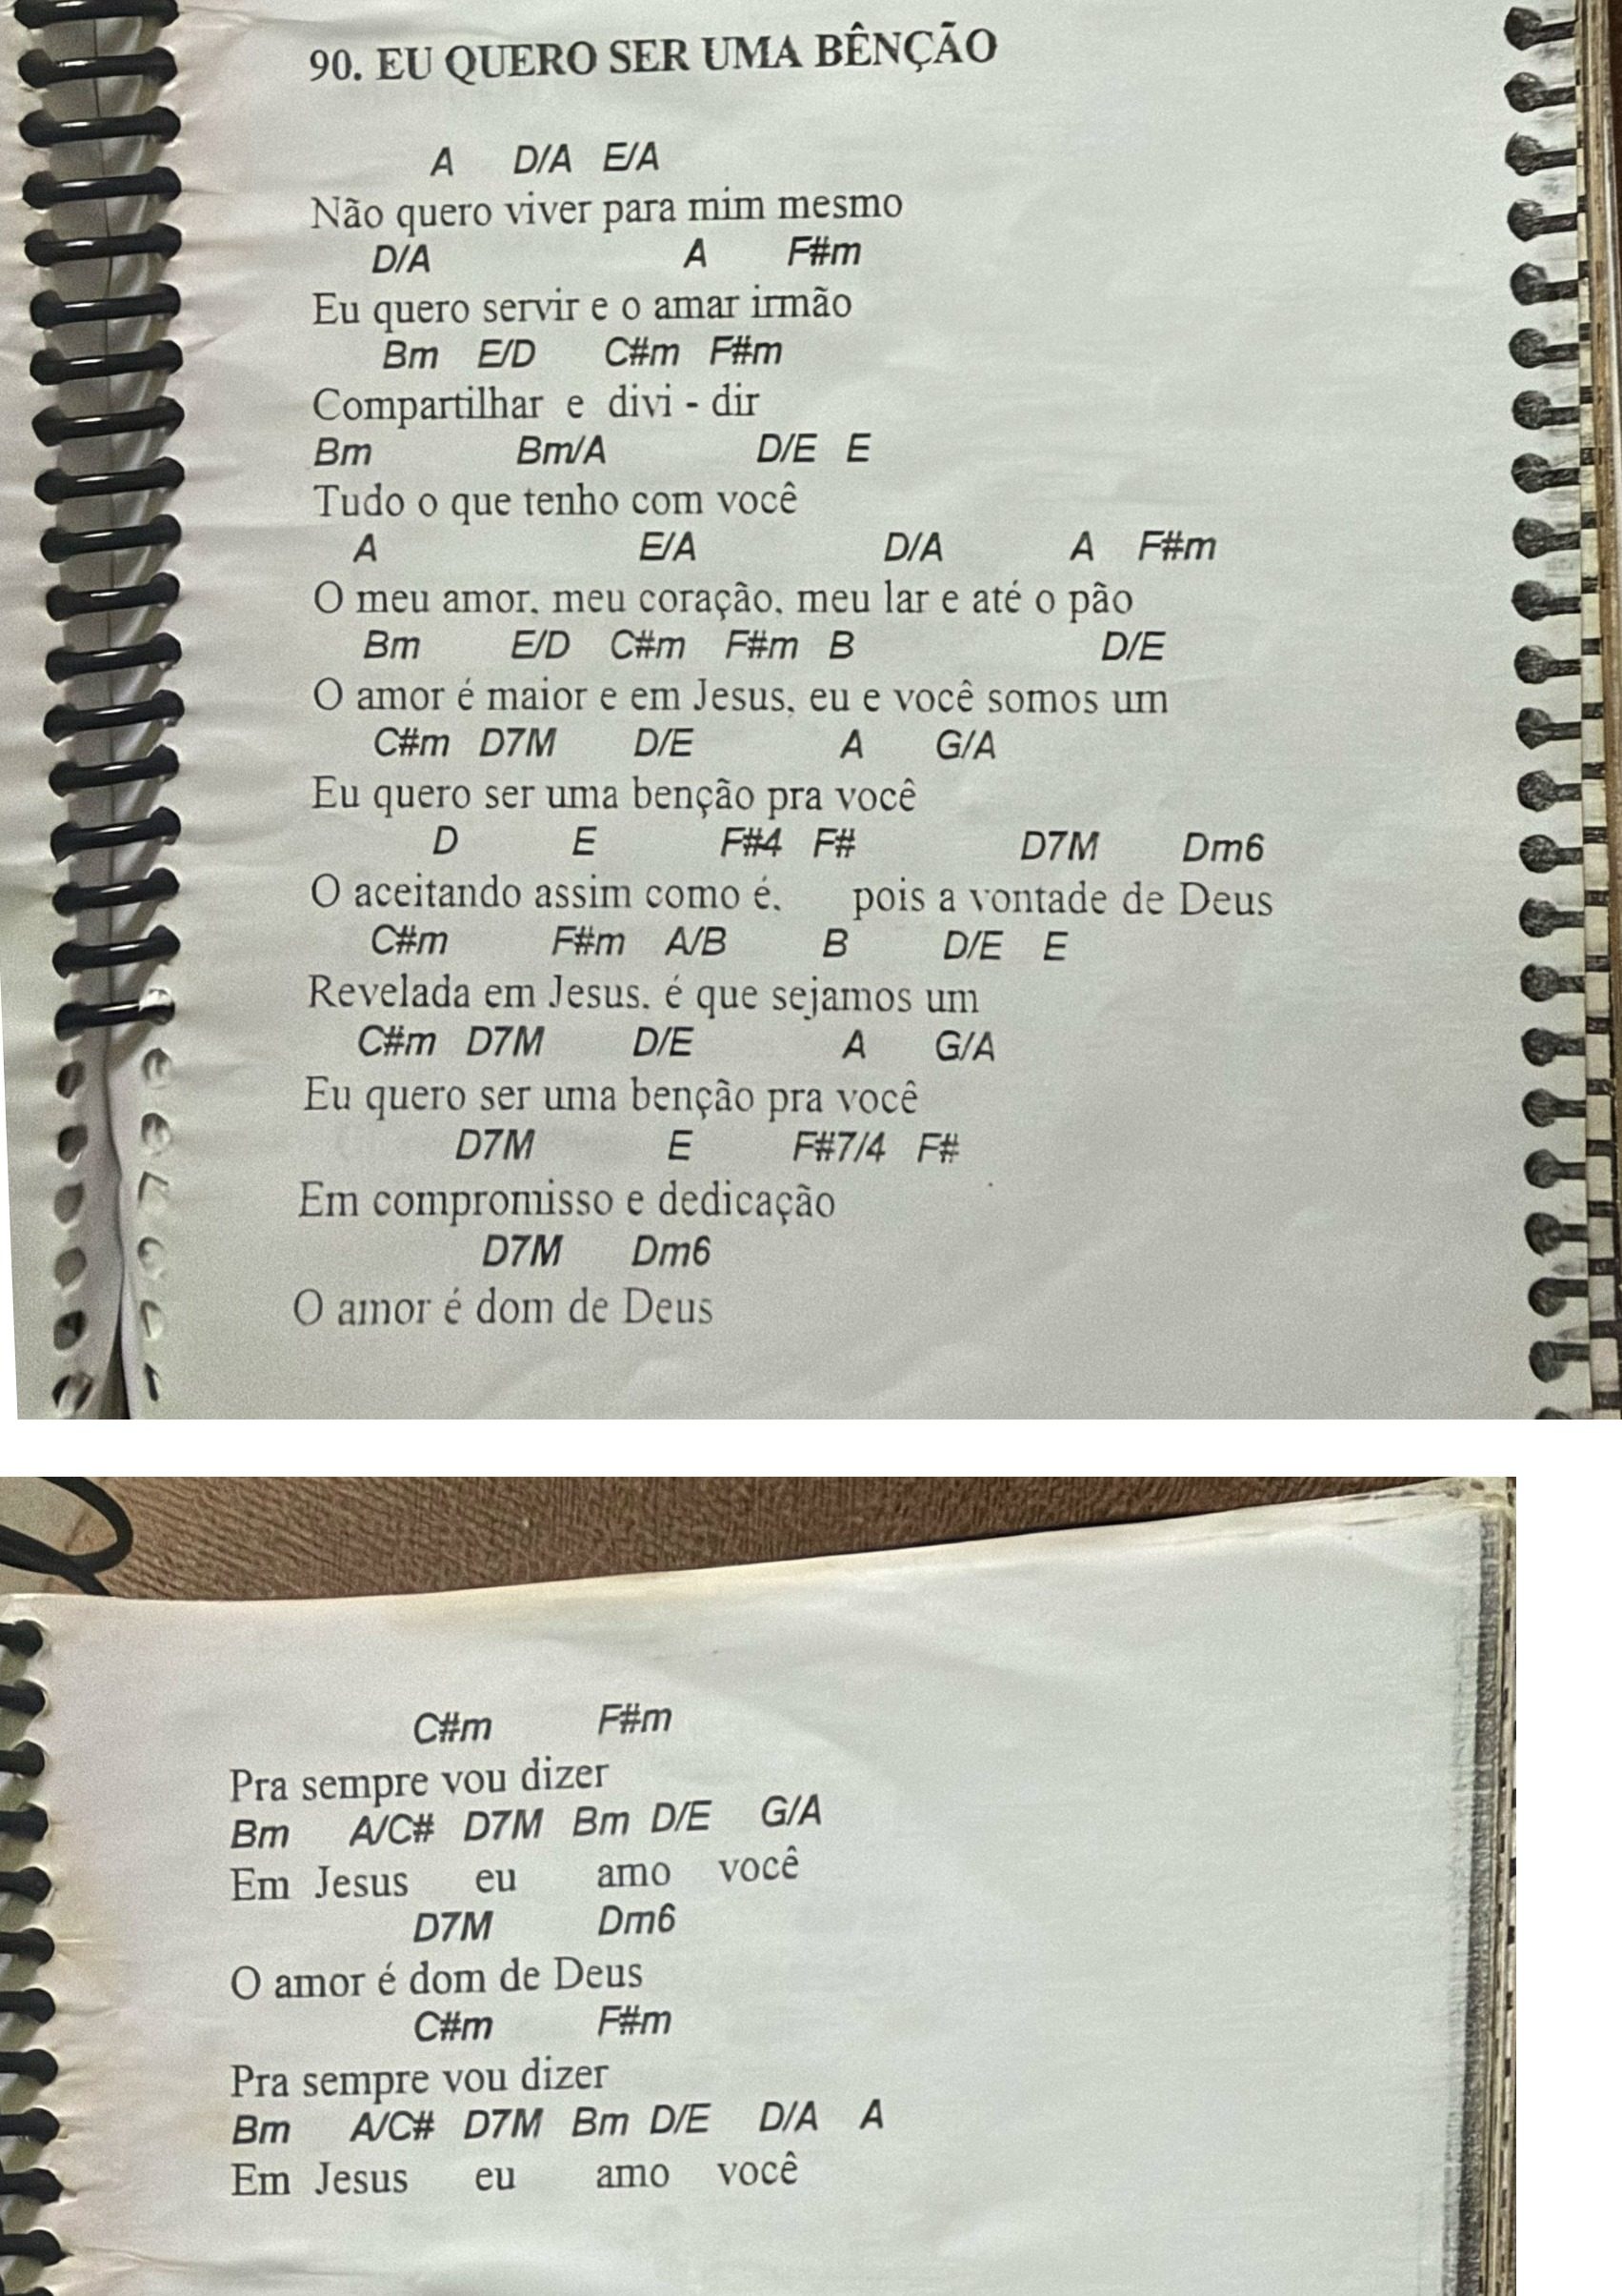 90. EU QUERO SER UMA BÊNÇÃO
A D/A E/A
Não quero viver para mim mesmo
D/A A F#m
Eu quero servir e o amar irmão
Bm E/D C#m F#m
Compartilhar e divi - dir
Bm Bm/A D/E E
Tudo o que tenho com você
A E/A D/A A F#m
O meu amor, meu coração, meu lar e até o pão
Bm E/D C#m F#m B D/E
O amor é maior e em Jesus, eu e você somos um
C#m D7M D/E A G/A
Eu quero ser uma benção pra você
D E F#4 F# D7M Dm6
O aceitando assim como é, pois a vontade de Deus
C#m F#m A/B B D/E E
Revelada em Jesus, é que sejamos um
C#m D7M D/E A G/A
Eu quero ser uma benção pra você
D7M E F#7/4 F#
Em compromisso e dedicação
D7M Dm6
O amor é dom de Deus
C#m F#m
Pra sempre vou dizer
Bm A/C# D7M Bm D/E G/A
Em Jesus eu amo você
D7M Dm6
O amor é dom de Deus
C#m F#m
Pra sempre vou dizer
Bm A/C# D7M Bm D/E D/A A
Em Jesus eu amo você